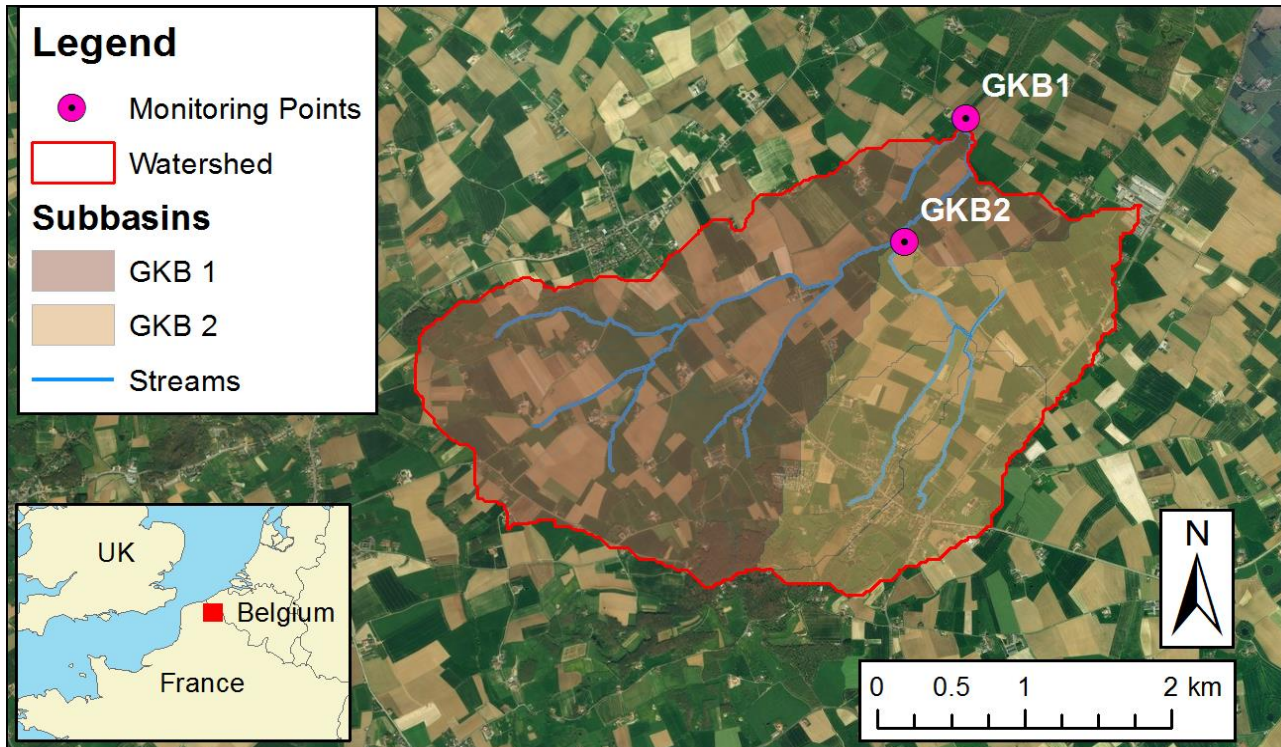 Legend
Monitoring Points
Watershed
Subbasins
GKB 1
GKB 2
Streams
GKB1
GKB2
UK
Belgium
France
N
0 0.5 1 2 km